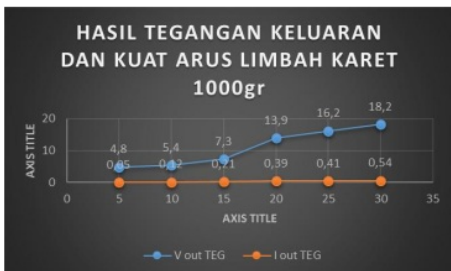 HASIL TEGANGAN KELUARAN
DAN KUAT ARUS LIMBAH KARET
1000gr
AXIS TITLE
20
10
0
4,8 5,4 7,3 13,9 16,2 18,2
0,05 0,12 0,21 0,39 0,41 0,54
0 5 10 15 20 25 30 35
AXIS TITLE
V out TEG I out TEG